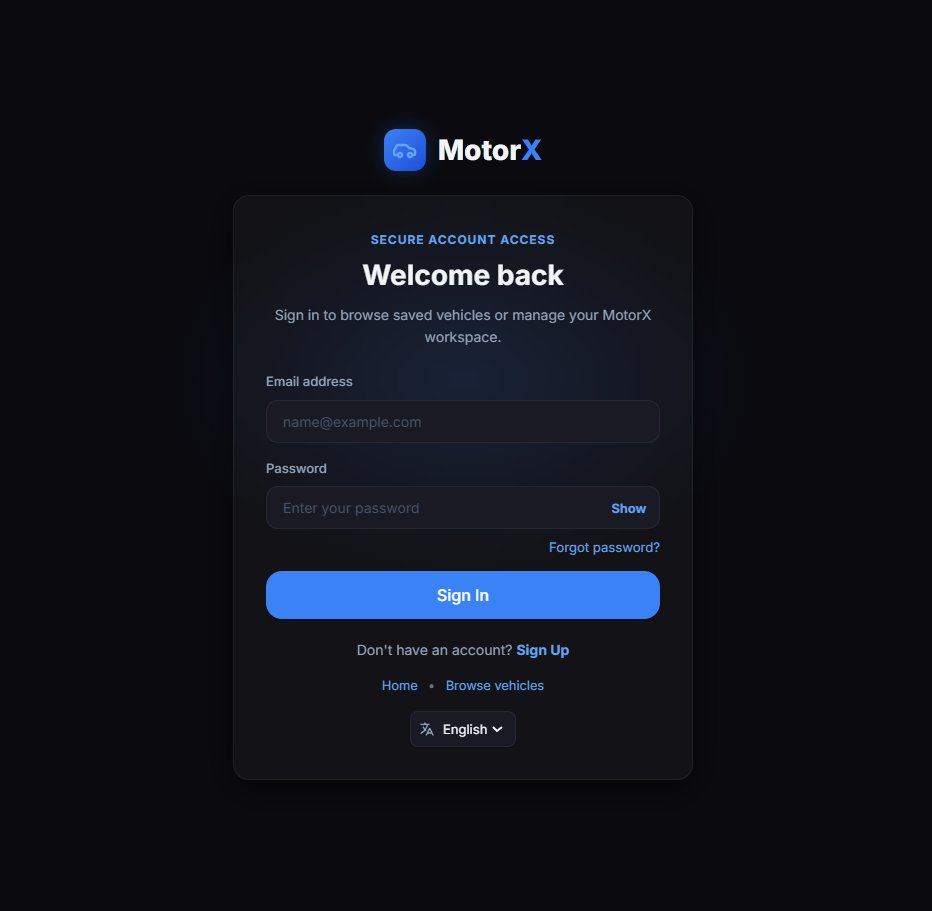 MotorX
SECURE ACCOUNT ACCESS
Welcome back
Sign in to browse saved vehicles or manage your MotorX
workspace.
Email address
name@example.com
Password
Enter your password
Show
Forgot password?
Sign In
Don't have an account? Sign Up
Home • Browse vehicles
English